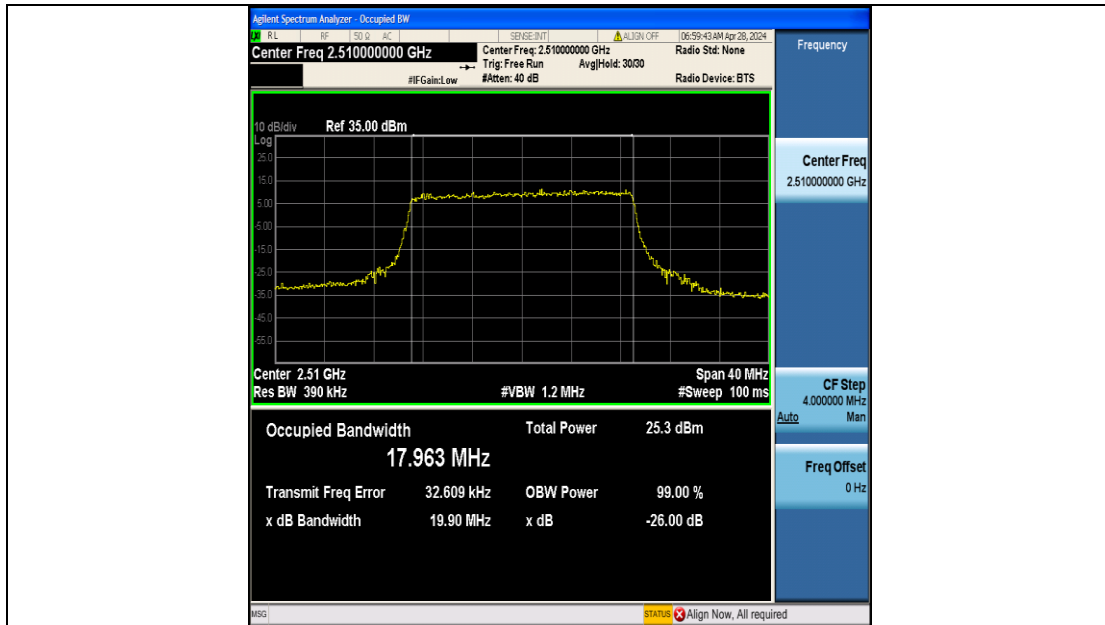 Agilent Spectrum Analyzer - Occupied BW
RL RF 50 Ω AC SENSE:INT ALIGN OFF 06:59:43 AM Apr 28, 2024
Center Freq 2.510000000 GHz
Center Freq: 2.510000000 GHz Radio Std: None
Trig: Free Run Avg|Hold: 30/30
#IFGain:Low #Atten: 40 dB Radio Device: BTS
Frequency
10 dB/div Ref 35.00 dBm
Log
25.0
15.0
5.00
-5.00
-15.0
-25.0
-35.0
-45.0
-55.0
Center 2.51 GHz Span 40 MHz
Res BW 390 kHz #VBW 1.2 MHz #Sweep 100 ms
Center Freq
2.510000000 GHz
CF Step
4.000000 MHz
Auto Man
Freq Offset
0 Hz
Occupied Bandwidth Total Power 25.3 dBm
17.963 MHz
Transmit Freq Error 32.609 kHz OBW Power 99.00 %
x dB Bandwidth 19.90 MHz x dB -26.00 dB
MSG STATUS Align Now, All required